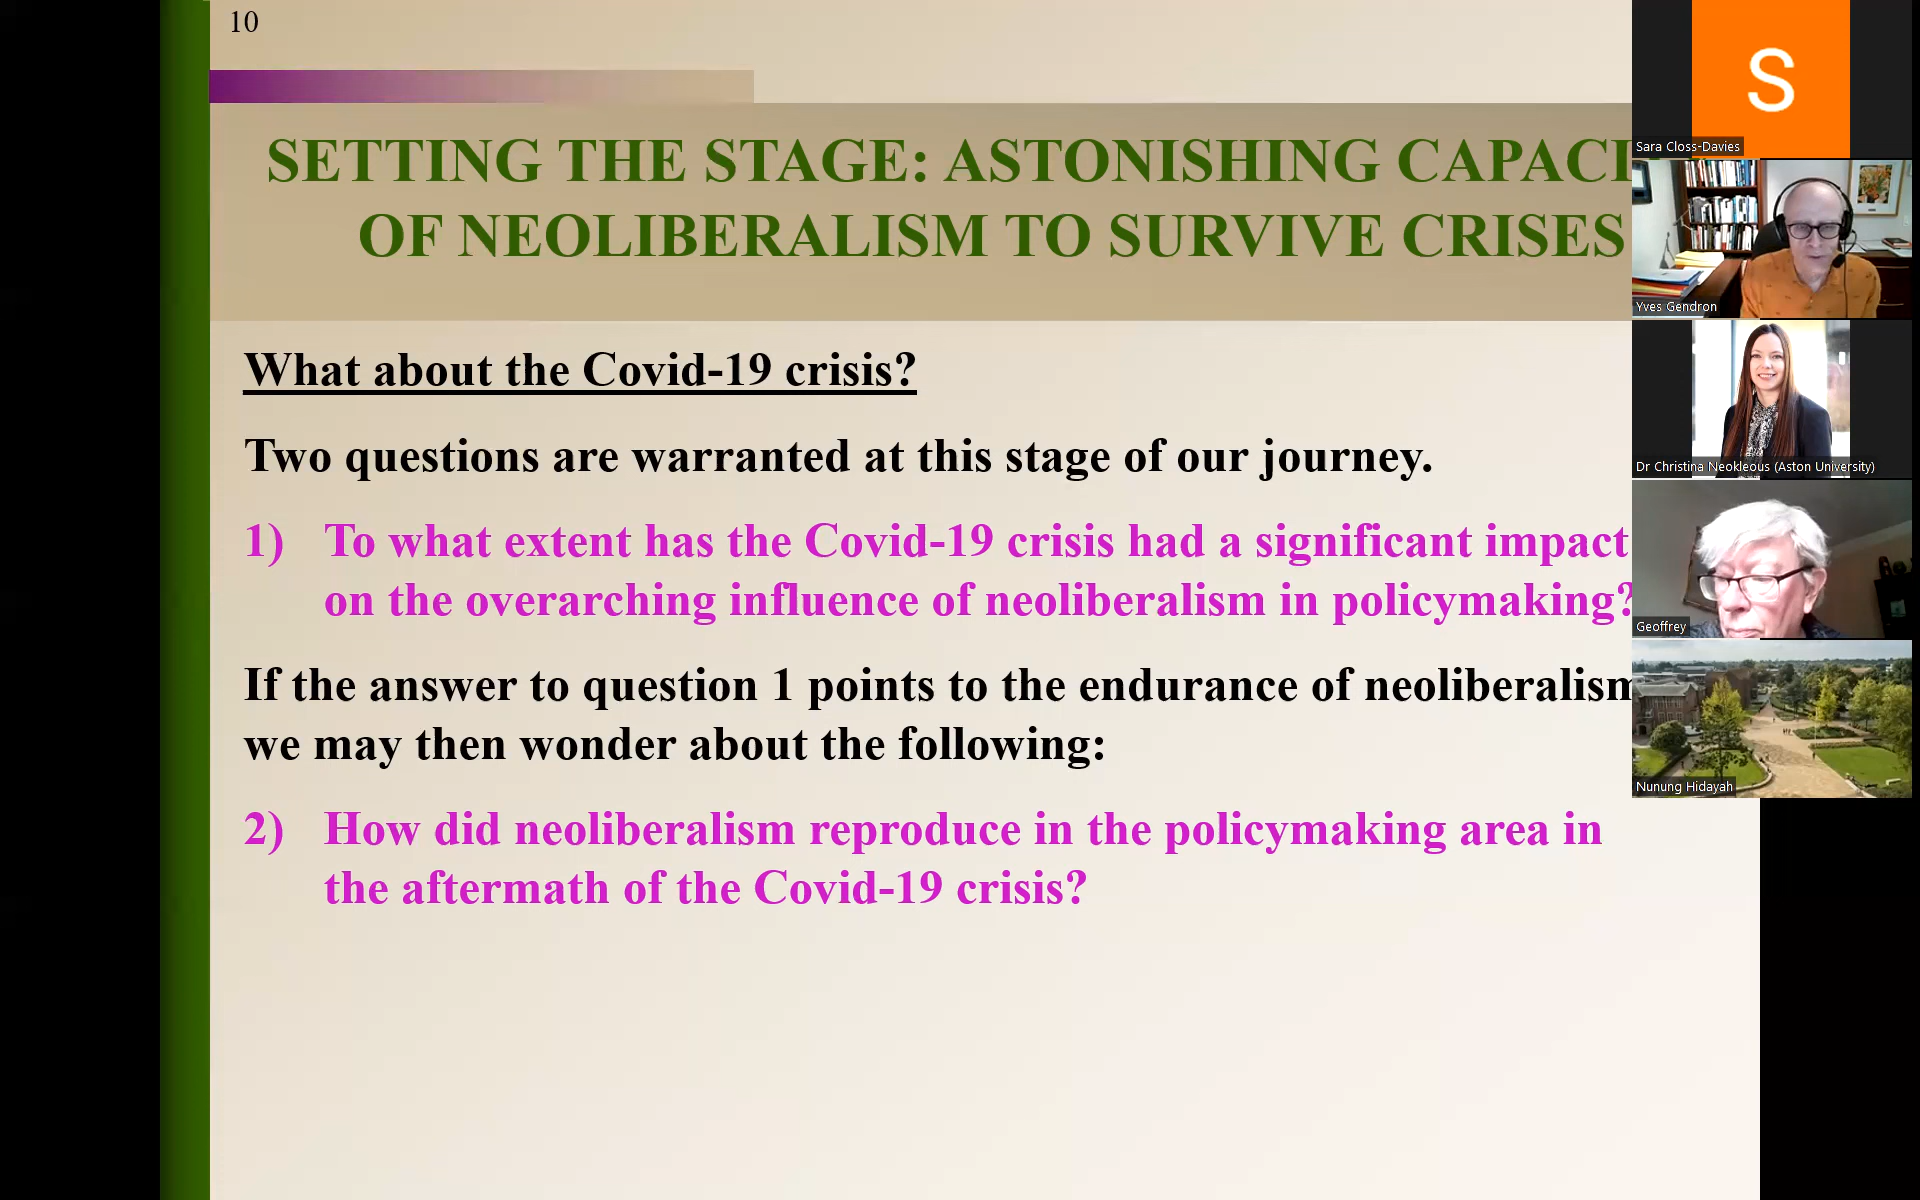 10
SETTING THE STAGE: ASTONISHING CAPACI
OF NEOLIBERALISM TO SURVIVE CRISES
What about the Covid-19 crisis?
Two questions are warranted at this stage of our journey.
1) To what extent has the Covid-19 crisis had a significant impact
on the overarching influence of neoliberalism in policymaking?
If the answer to question 1 points to the endurance of neoliberalism
we may then wonder about the following:
2) How did neoliberalism reproduce in the policymaking area in
the aftermath of the Covid-19 crisis?
S
Sara Closs-Davies
Yves Gendron
Dr Christina Neokleous (Aston University)
Geoffrey
Nunung Hidayah